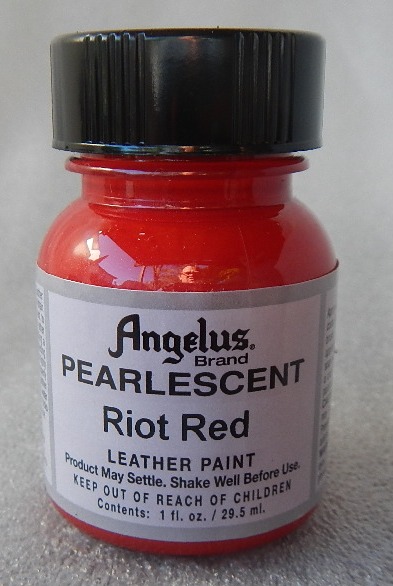 Angelus®
Brand
PEARLESCENT
Riot Red
LEATHER PAINT
Product May Settle. Shake Well Before Use.
KEEP OUT OF REACH OF CHILDREN
Contents: 1 fl. oz. / 29.5 ml.